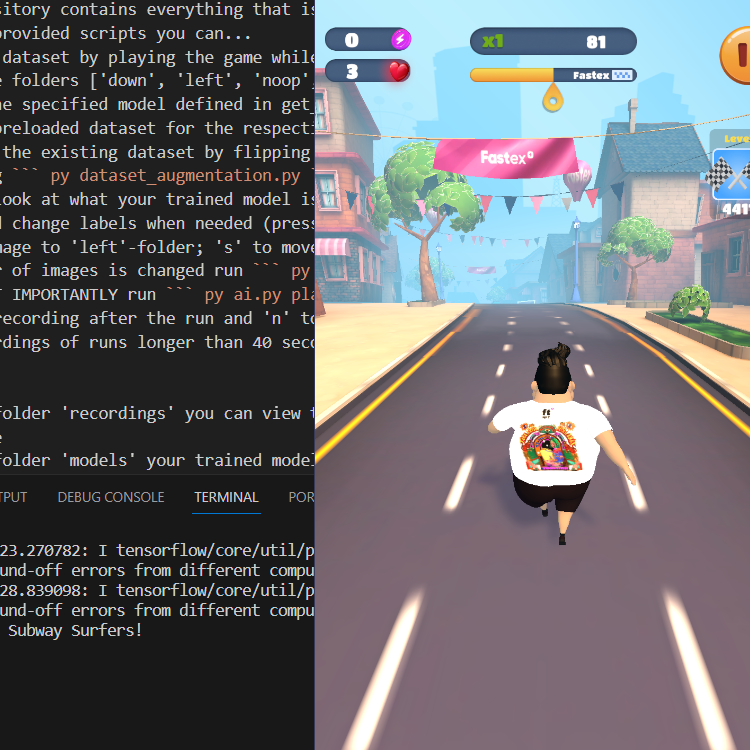 sitory contains everything that is
provided scripts you can...
dataset by playing the game while
folders ['down', 'left', 'noop'
he specified model defined in get
preloaded dataset for the respecti
the existing dataset by flipping
``` py dataset_augmentation.py
look at what your trained model is
d change labels when needed (press
mage to 'left'-folder; 's' to move
r of images is changed run ``` py
IMPORTANTLY run ``` py ai.py pla
recording after the run and 'n' to
rdings of runs longer than 40 seco
folder 'recordings' you can view t
e
folder 'models' your trained model
TPUT DEBUG CONSOLE TERMINAL POR
23.270782: I tensorflow/core/util/p
und-off errors from different compu
28.839098: I tensorflow/core/util/p
und-off errors from different compu
Subway Surfers!
0
x1 81
3
Fastex
Fastex
Level
441